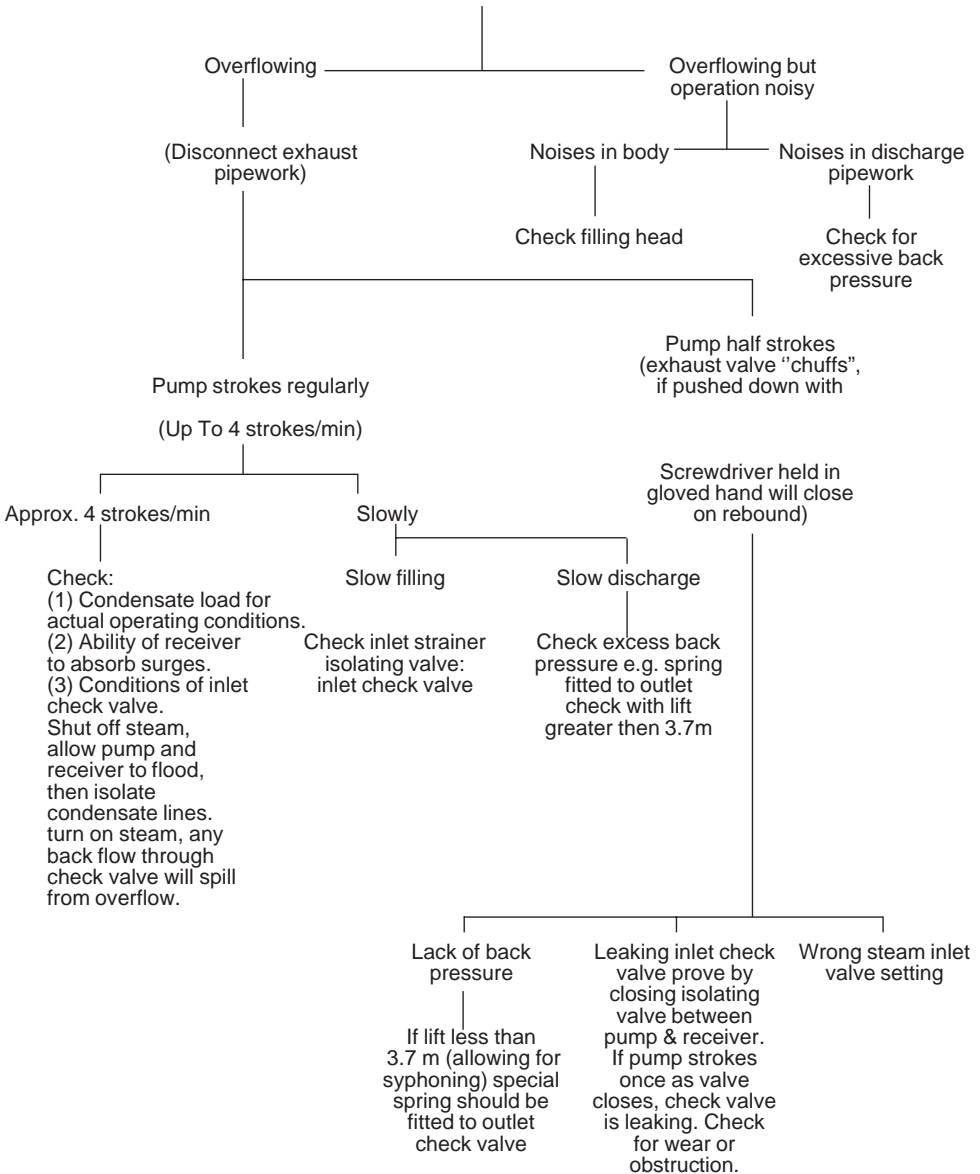 Overflowing
Overflowing but
operation noisy
(Disconnect exhaust
pipework)
Noises in body
Noises in discharge
pipework
Check filling head
Check for
excessive back
pressure
Pump strokes regularly
(Up To 4 strokes/min)
Pump half strokes
(exhaust valve ‘’chuffs”,
if pushed down with
Screwdriver held in
gloved hand will close
on rebound)
Approx. 4 strokes/min
Slowly
Check:
(1) Condensate load for
actual operating conditions.
(2) Ability of receiver
to absorb surges.
(3) Conditions of inlet
check valve.
Shut off steam,
allow pump and
receiver to flood,
then isolate
condensate lines.
turn on steam, any
back flow through
check valve will spill
from overflow.
Slow filling
Check inlet strainer
isolating valve:
inlet check valve
Slow discharge
Check excess back
pressure e.g. spring
fitted to outlet
check with lift
greater then 3.7m
Lack of back
pressure
If lift less than
3.7 m (allowing for
syphoning) special
spring should be
fitted to outlet
check valve
Leaking inlet check
valve prove by
closing isolating
valve between
pump & receiver.
If pump strokes
once as valve
closes, check valve
is leaking. Check
for wear or
obstruction.
Wrong steam inlet
valve setting